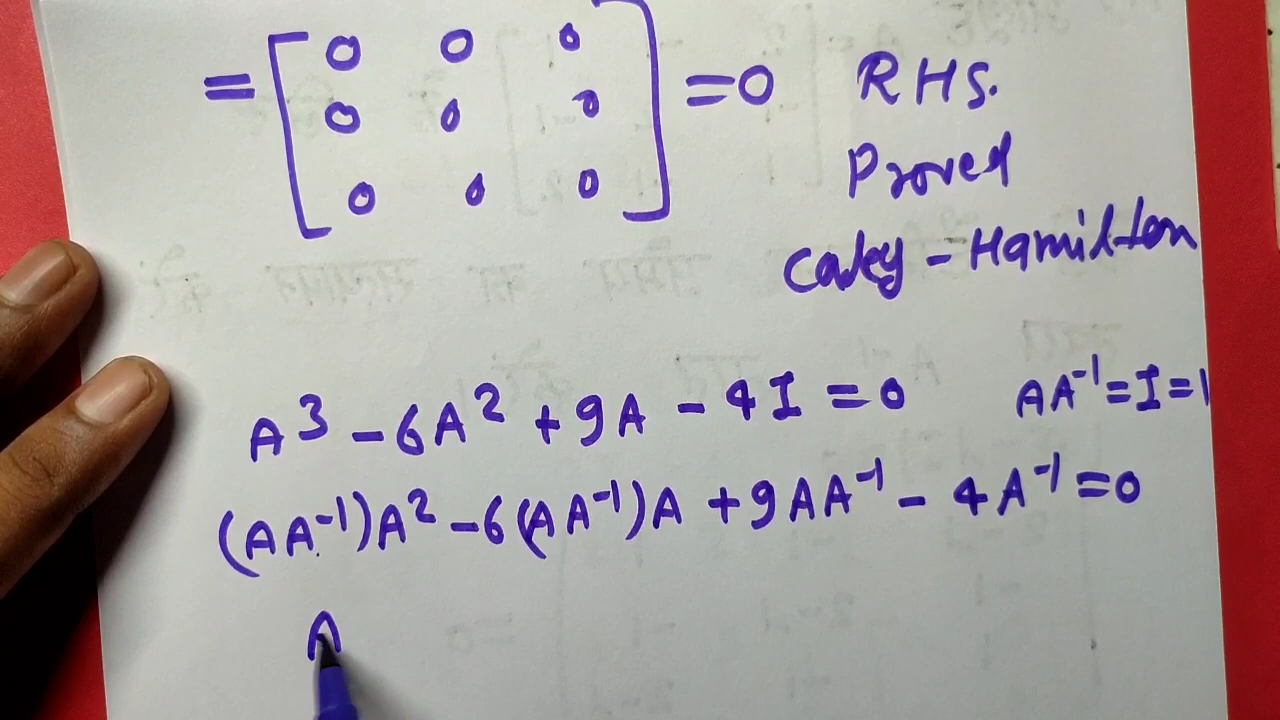 = [ 0 0 0
0 0 0
0 0 0 ] = 0
RHS.
Proved
Caley - Hamilton
A³ - 6A² + 9A - 4I = 0
AA⁻¹ = I = 1
(AA⁻¹)A² - 6(AA⁻¹)A + 9AA⁻¹ - 4A⁻¹ = 0
A